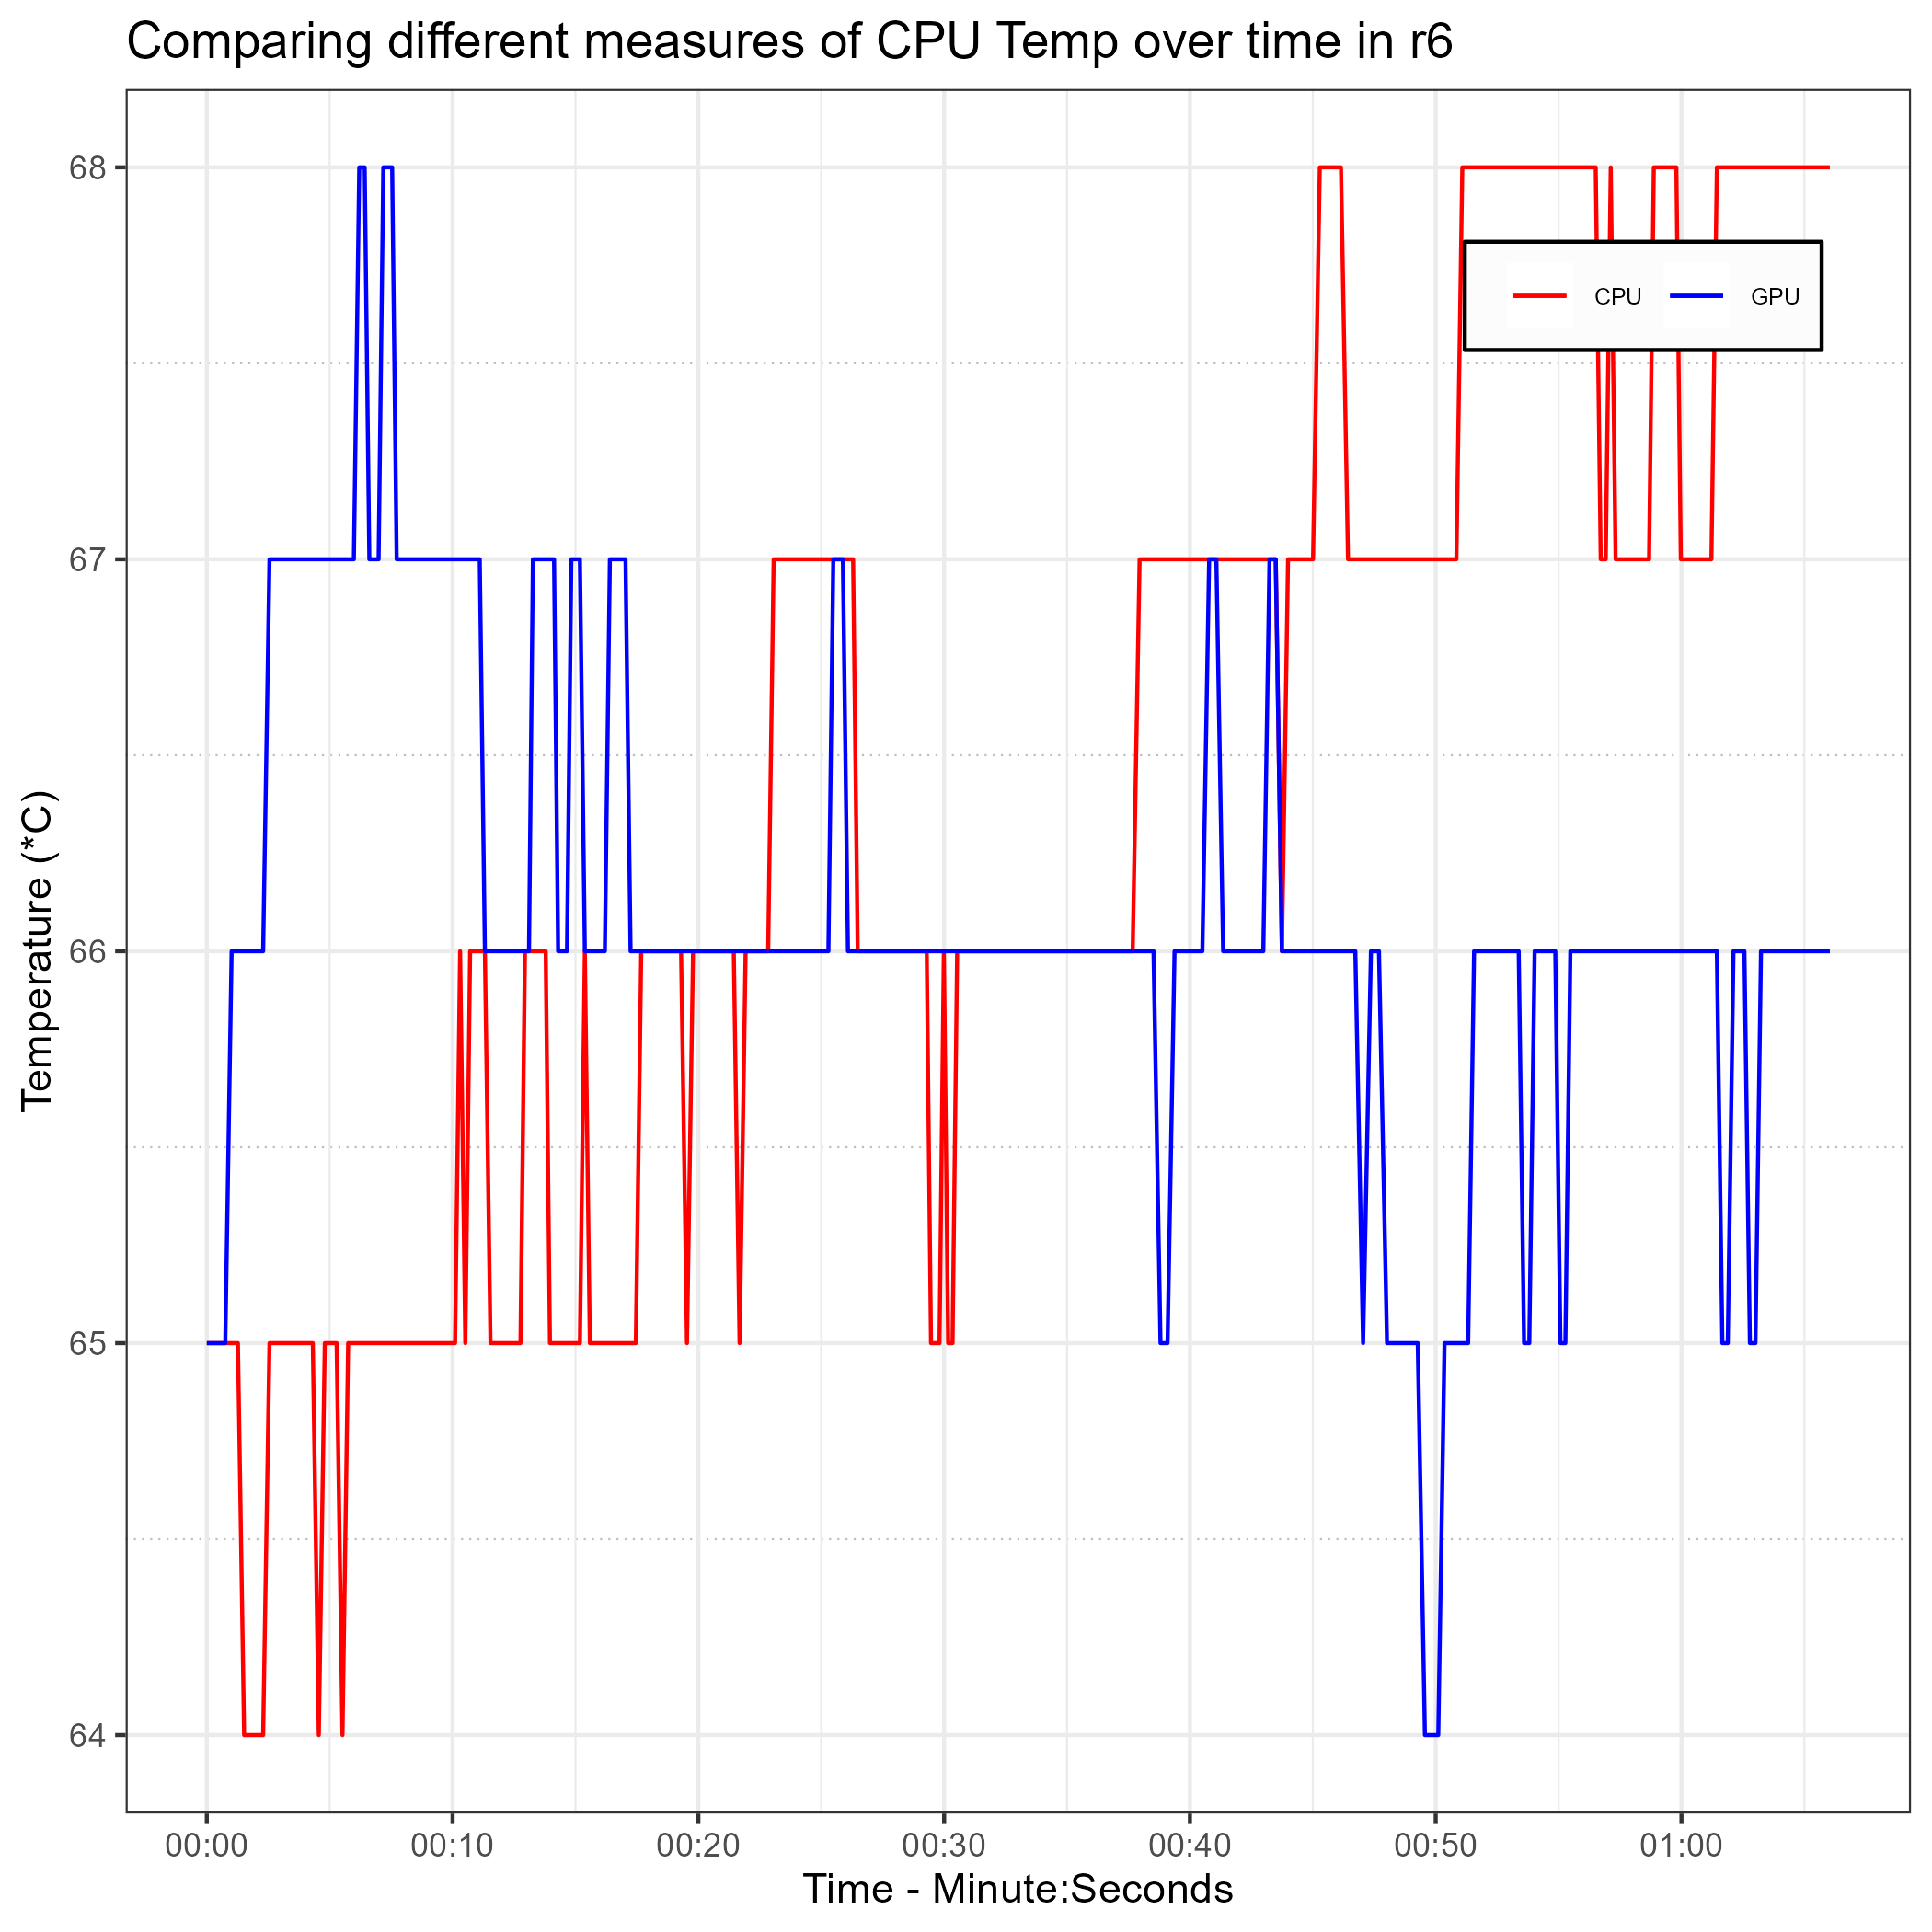 Comparing different measures of CPU Temp over time in r6
68
CPU GPU
67
66
Temperature (*C)
65
64
00:00 00:10 00:20 00:30 00:40 00:50 01:00
Time - Minute:Seconds